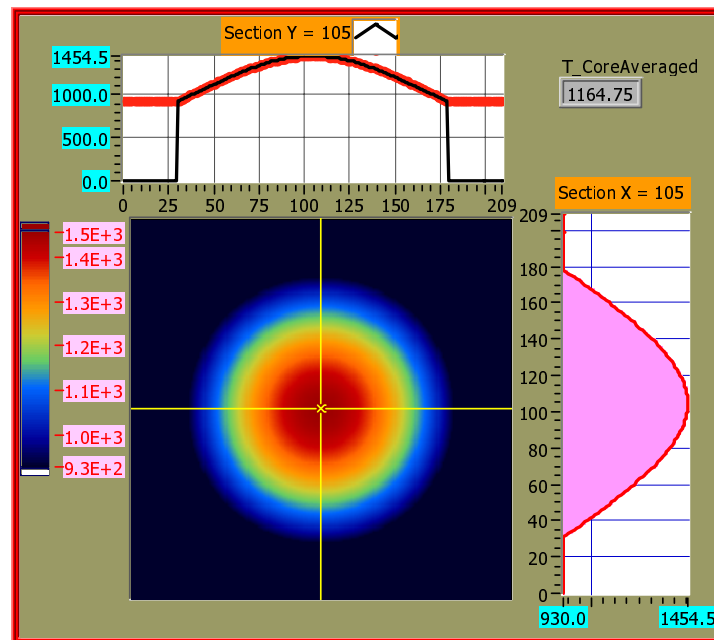 Section Y = 105
T_CoreAveraged
1164.75
1454.5
1000.0
500.0
0.0
0 25 50 75 100 125 150 175 209
Section X = 105
1.5E+3
1.4E+3
1.3E+3
1.2E+3
1.1E+3
1.0E+3
9.3E+2
209
180
160
140
120
100
80
60
40
20
0
930.0 1454.5